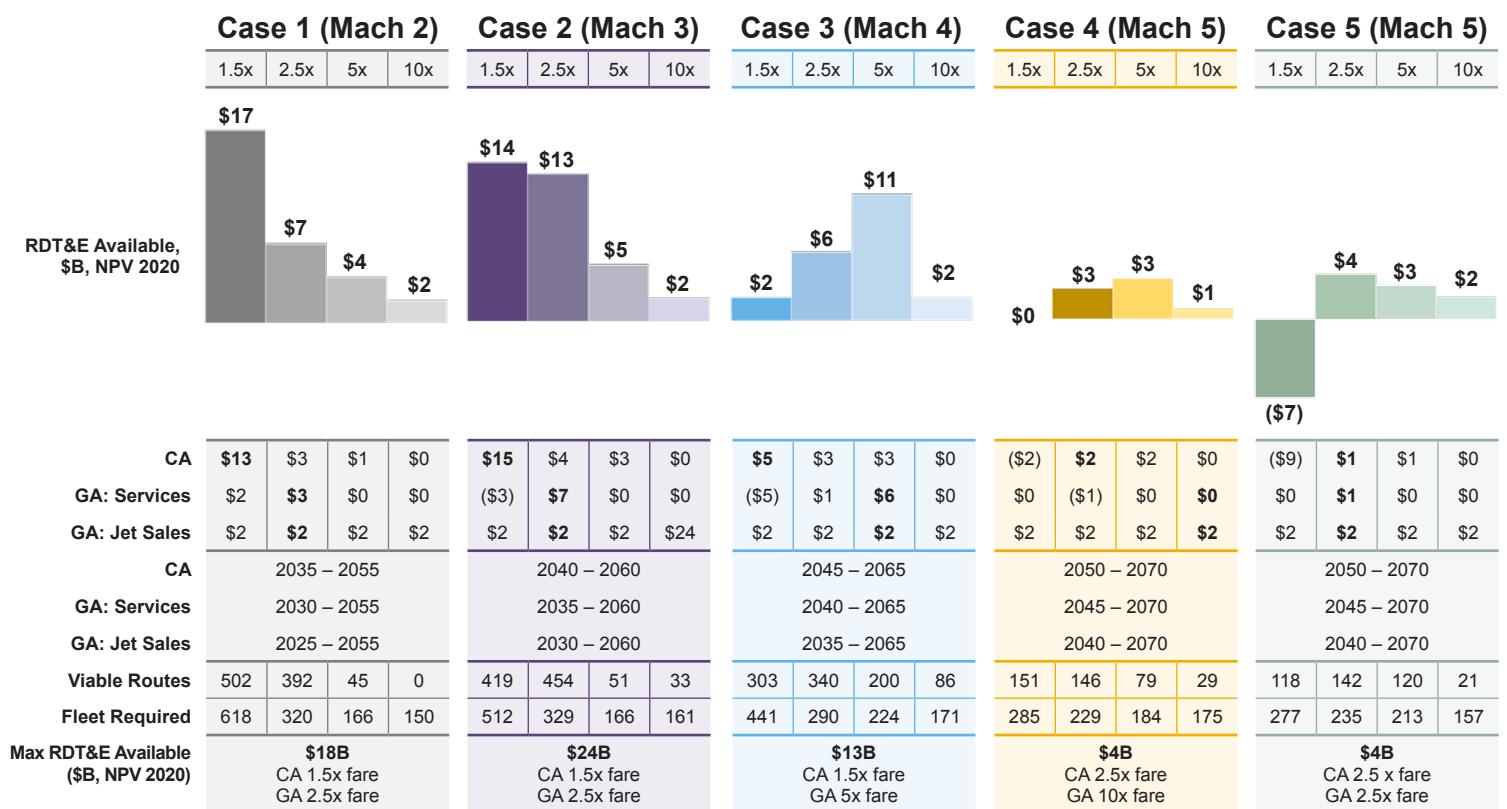 Case 1 (Mach 2) Case 2 (Mach 3) Case 3 (Mach 4) Case 4 (Mach 5) Case 5 (Mach 5)
1.5x 2.5x 5x 10x 1.5x 2.5x 5x 10x 1.5x 2.5x 5x 10x 1.5x 2.5x 5x 10x 1.5x 2.5x 5x 10x
RDT&E Available,
$B, NPV 2020
$17 $7 $4 $2 $14 $13 $5 $2 $2 $6 $11 $2 $0 $3 $3 $1 ($7) $4 $3 $2
CA $13 $3 $1 $0 $15 $4 $3 $0 $5 $3 $3 $0 ($2) $2 $2 $0 ($9) $1 $1 $0
GA: Services $2 $3 $0 $0 ($3) $7 $0 $0 ($5) $1 $6 $0 $0 ($1) $0 $0 $0 $1 $0 $0
GA: Jet Sales $2 $2 $2 $2 $2 $2 $2 $24 $2 $2 $2 $2 $2 $2 $2 $2 $2 $2 $2 $2
CA 2035 – 2055 2040 – 2060 2045 – 2065 2050 – 2070 2050 – 2070
GA: Services 2030 – 2055 2035 – 2060 2040 – 2065 2045 – 2070 2045 – 2070
GA: Jet Sales 2025 – 2055 2030 – 2060 2035 – 2065 2040 – 2070 2040 – 2070
Viable Routes 502 392 45 0 419 454 51 33 303 340 200 86 151 146 79 29 118 142 120 21
Fleet Required 618 320 166 150 512 329 166 161 441 290 224 171 285 229 184 175 277 235 213 157
Max RDT&E Available $18B $24B $13B $4B $4B
($B, NPV 2020) CA 1.5x fare CA 1.5x fare CA 1.5x fare CA 2.5x fare CA 2.5 x fare
GA 2.5x fare GA 2.5x fare GA 5x fare GA 10x fare GA 2.5x fare